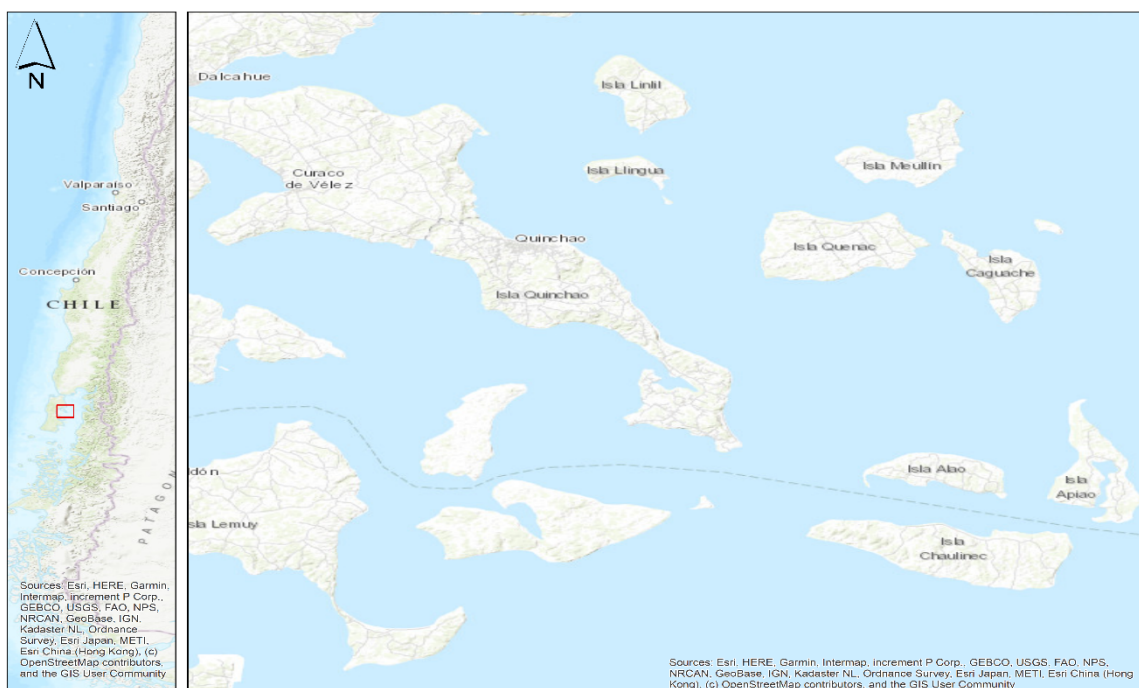 N
Valparaíso
Santiago
Concepción
CHILE
PATAGON
Sources: Esri, HERE, Garmin,
Intermap, increment P Corp.,
GEBCO, USGS, FAO, NPS,
NRCAN, GeoBase, IGN,
Kadaster NL, Ordnance
Survey, Esri Japan, METI,
Esri China (Hong Kong), (c)
OpenStreetMap contributors,
and the GIS User Community
Dalcahue
Isla Linlil
Curaco
de Vélez
Isla Llingua
Isla Meullín
Quinchao
Isla Quenac
Isla
Caguache
Isla Quinchao
dón
Isla Alao
Isla
Apiao
sla Lemuy
Isla
Chaulinec
Sources: Esri, HERE, Garmin, Intermap, increment P Corp., GEBCO, USGS, FAO, NPS,
NRCAN, GeoBase, IGN, Kadaster NL, Ordnance Survey, Esri Japan, METI, Esri China (Hong
Kong), (c) OpenStreetMap contributors, and the GIS User Community